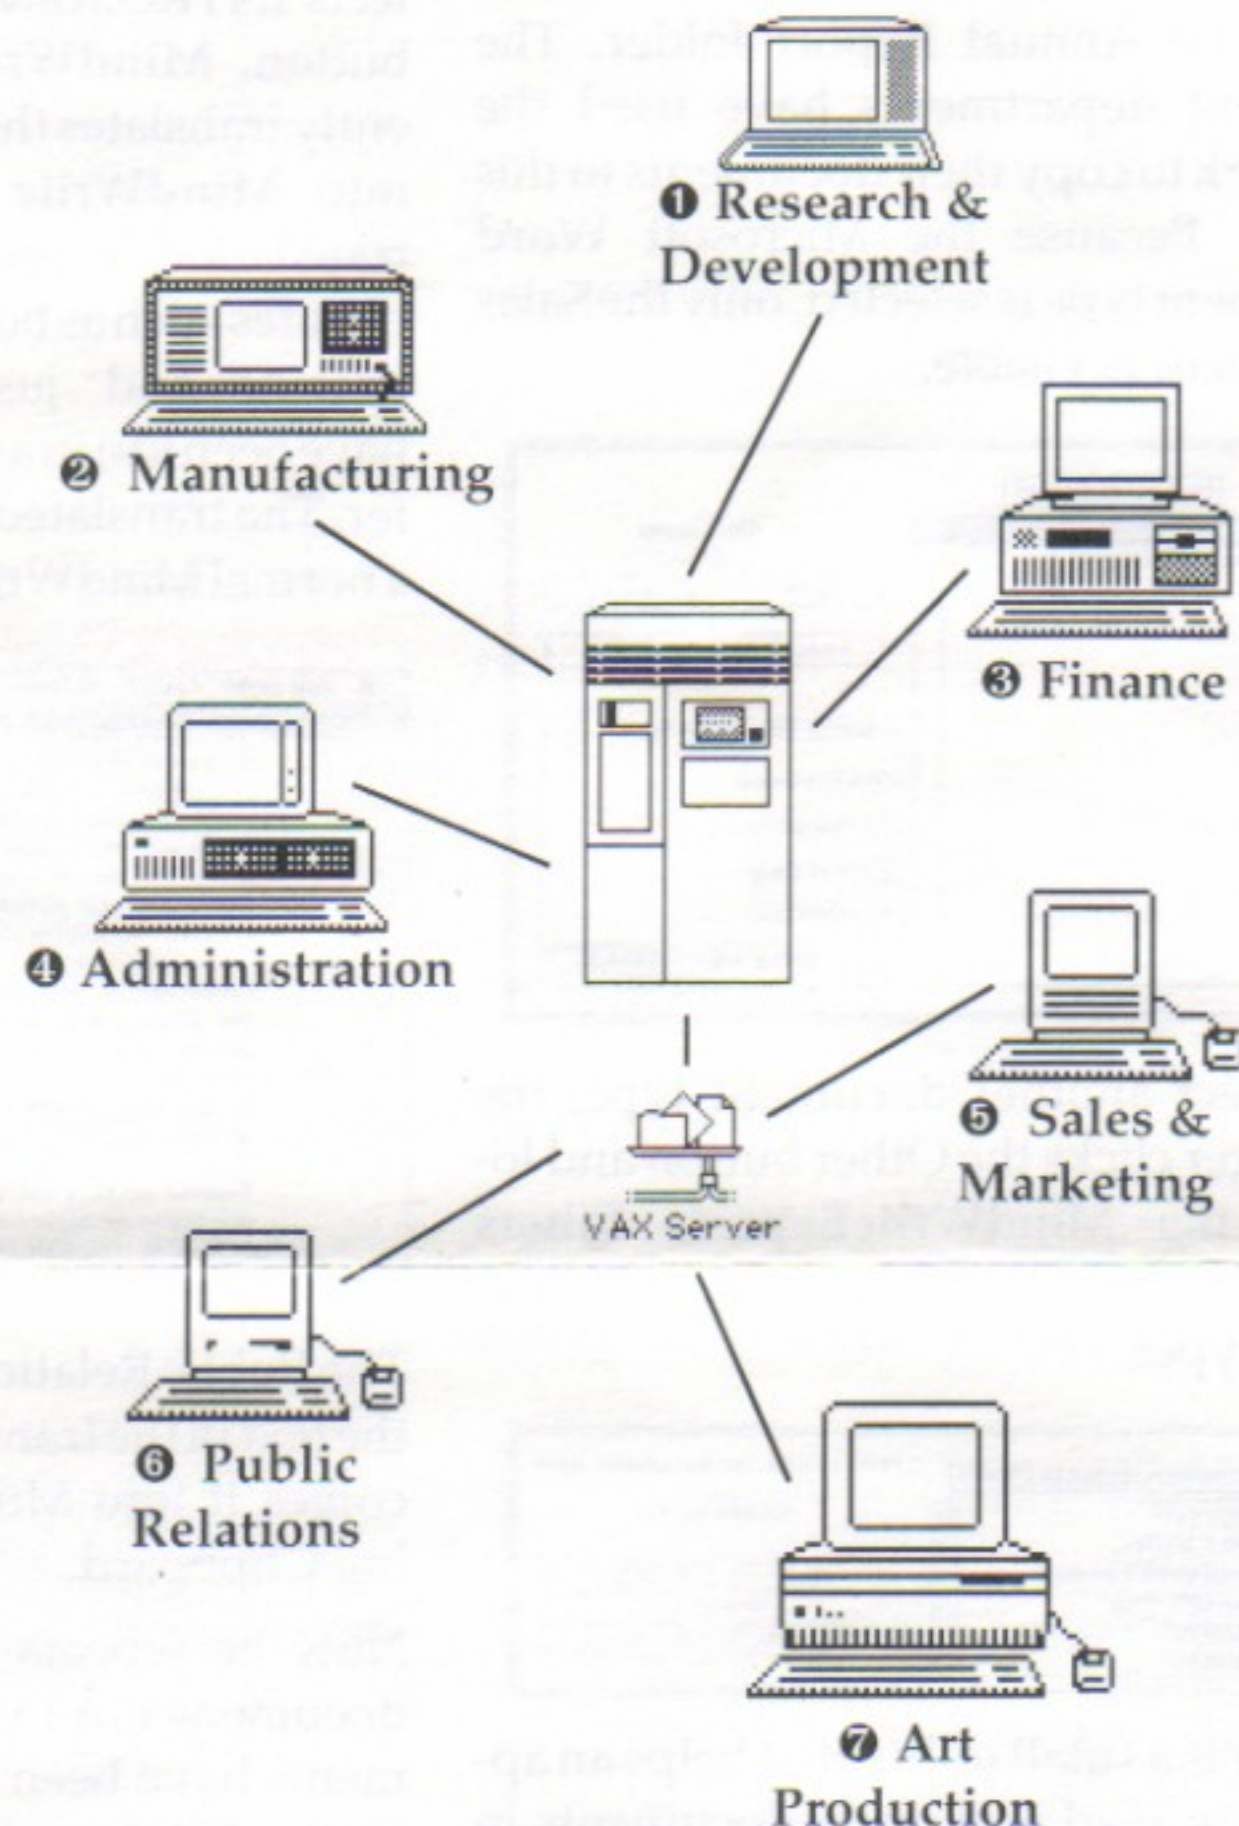 ❶ Research &
Development
❷ Manufacturing
❸ Finance
❹ Administration
❺ Sales &
Marketing
VAX Server
❻ Public
Relations
❼ Art
Production